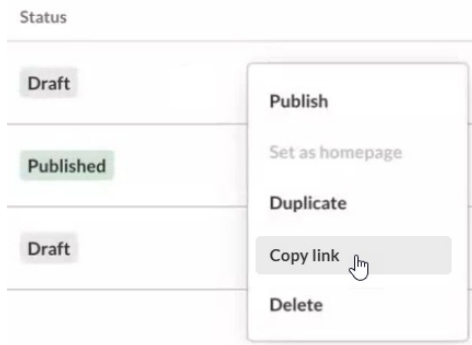 Status
Draft
Publish
Set as homepage
Published
Duplicate
Draft
Copy link
Delete